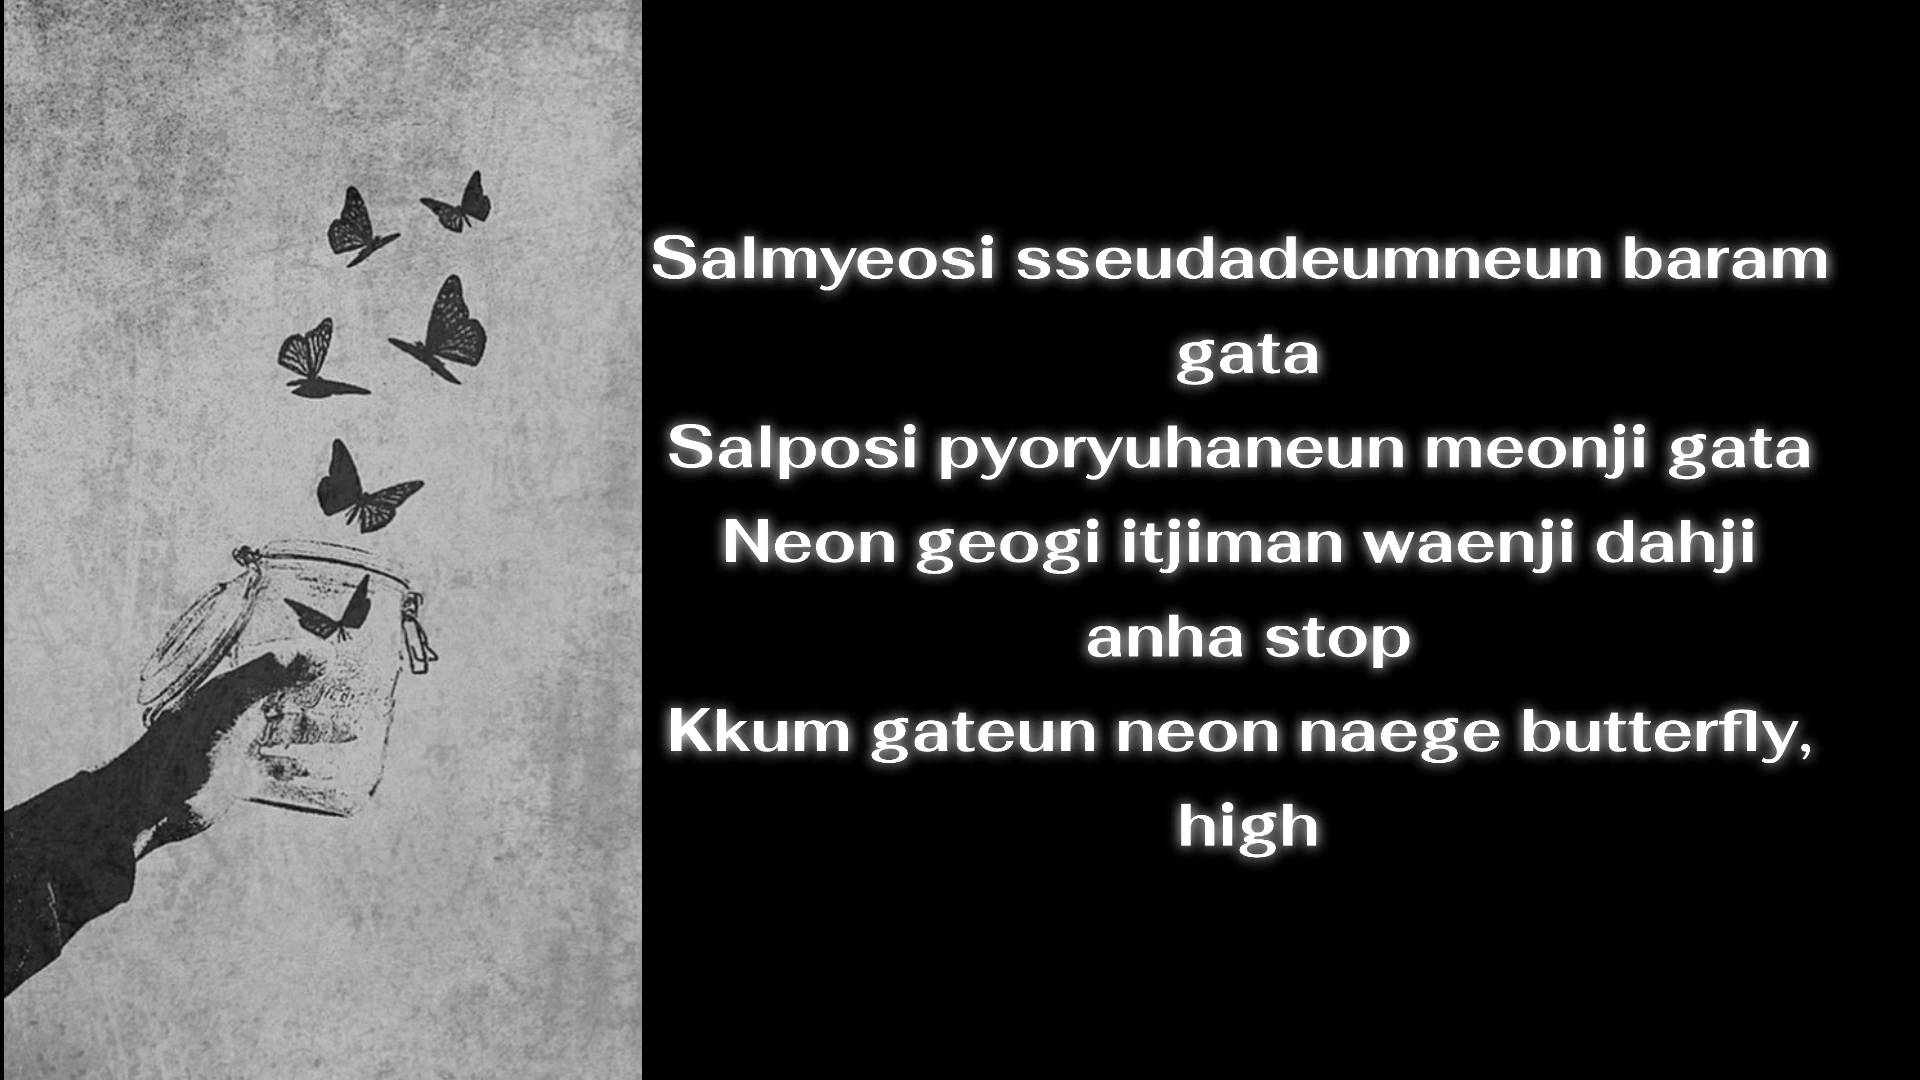 Salmyeosi sseudadeumneun baram
gata
Salposi pyoryuhaneun meonji gata
Neon geogi itjiman waenji dahji
anha stop
Kkum gateun neon naege butterfly,
high